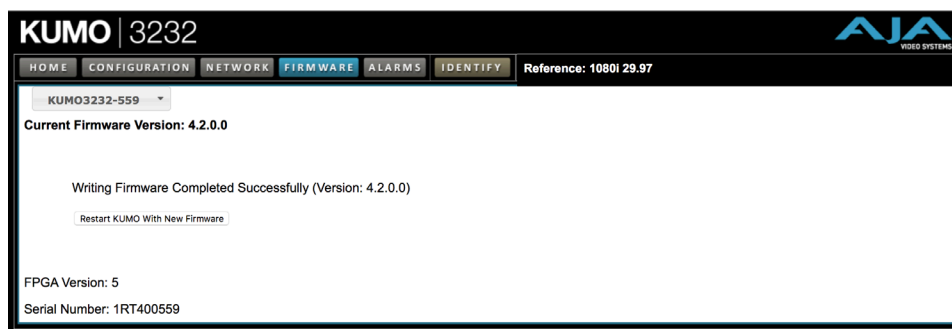 KUMO | 3232
AJA
VIDEO SYSTEMS
HOME CONFIGURATION NETWORK FIRMWARE ALARMS IDENTIFY Reference: 1080i 29.97
KUMO3232-559
Current Firmware Version: 4.2.0.0
Writing Firmware Completed Successfully (Version: 4.2.0.0)
Restart KUMO With New Firmware
FPGA Version: 5
Serial Number: 1RT400559